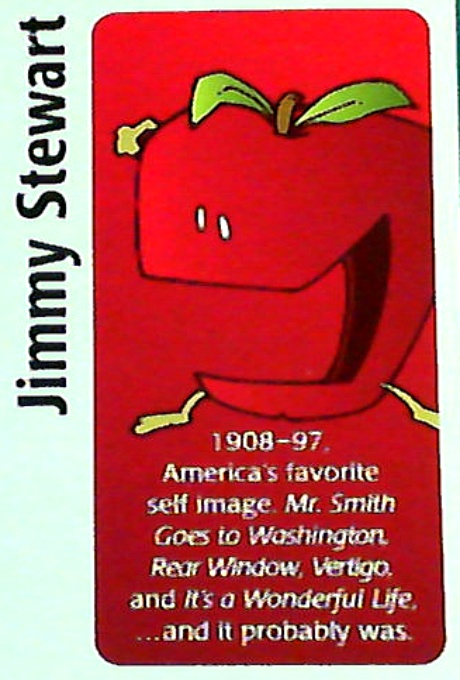 Jimmy Stewart
1908–97.
America's favorite
self image. Mr. Smith
Goes to Washington,
Rear Window, Vertigo,
and It's a Wonderful Life,
...and it probably was.